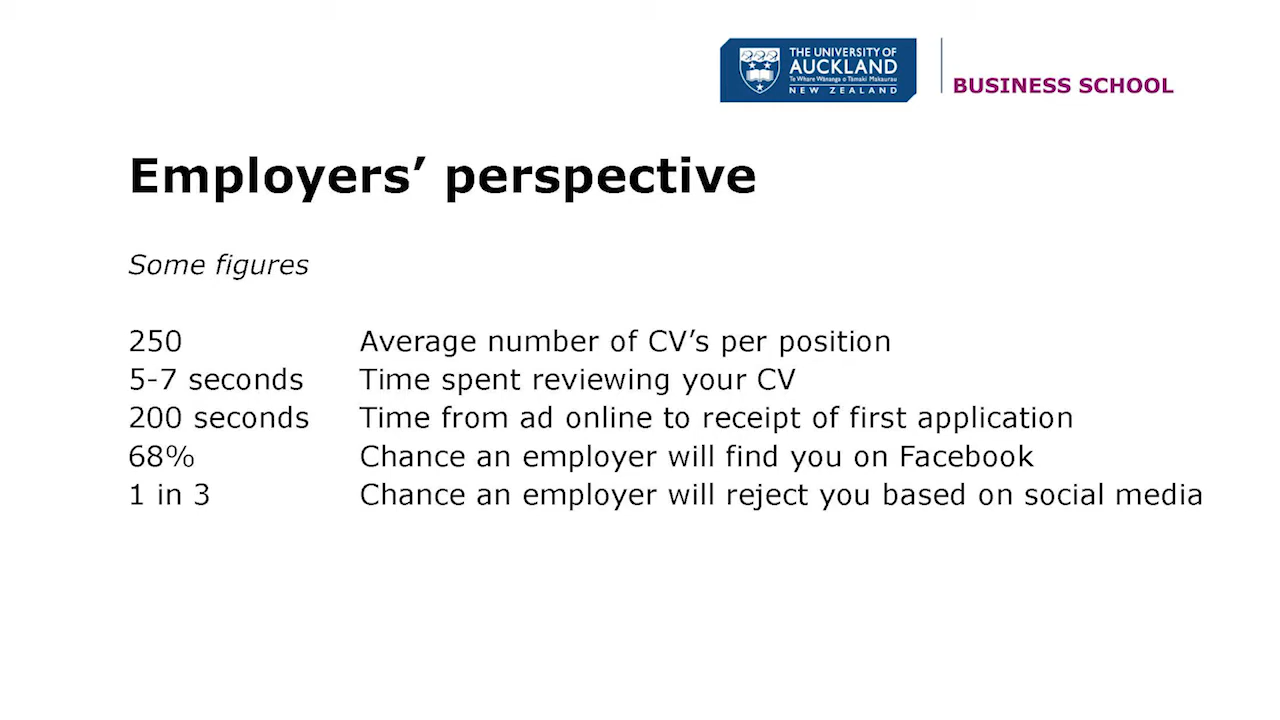 THE UNIVERSITY OF
AUCKLAND
Te Whare Wānanga o Tāmaki Makaurau
NEW ZEALAND
BUSINESS SCHOOL
Employers’ perspective
Some figures
250 Average number of CV’s per position
5-7 seconds Time spent reviewing your CV
200 seconds Time from ad online to receipt of first application
68% Chance an employer will find you on Facebook
1 in 3 Chance an employer will reject you based on social media